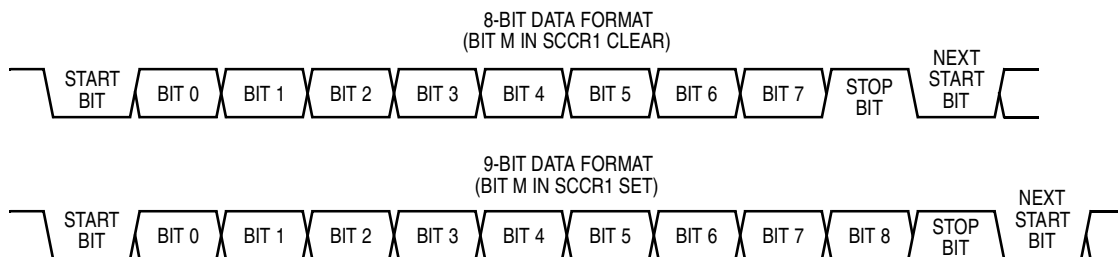 8-BIT DATA FORMAT
(BIT M IN SCCR1 CLEAR)
START BIT
BIT 0
BIT 1
BIT 2
BIT 3
BIT 4
BIT 5
BIT 6
BIT 7
STOP BIT
NEXT START BIT
9-BIT DATA FORMAT
(BIT M IN SCCR1 SET)
START BIT
BIT 0
BIT 1
BIT 2
BIT 3
BIT 4
BIT 5
BIT 6
BIT 7
BIT 8
STOP BIT
NEXT START BIT